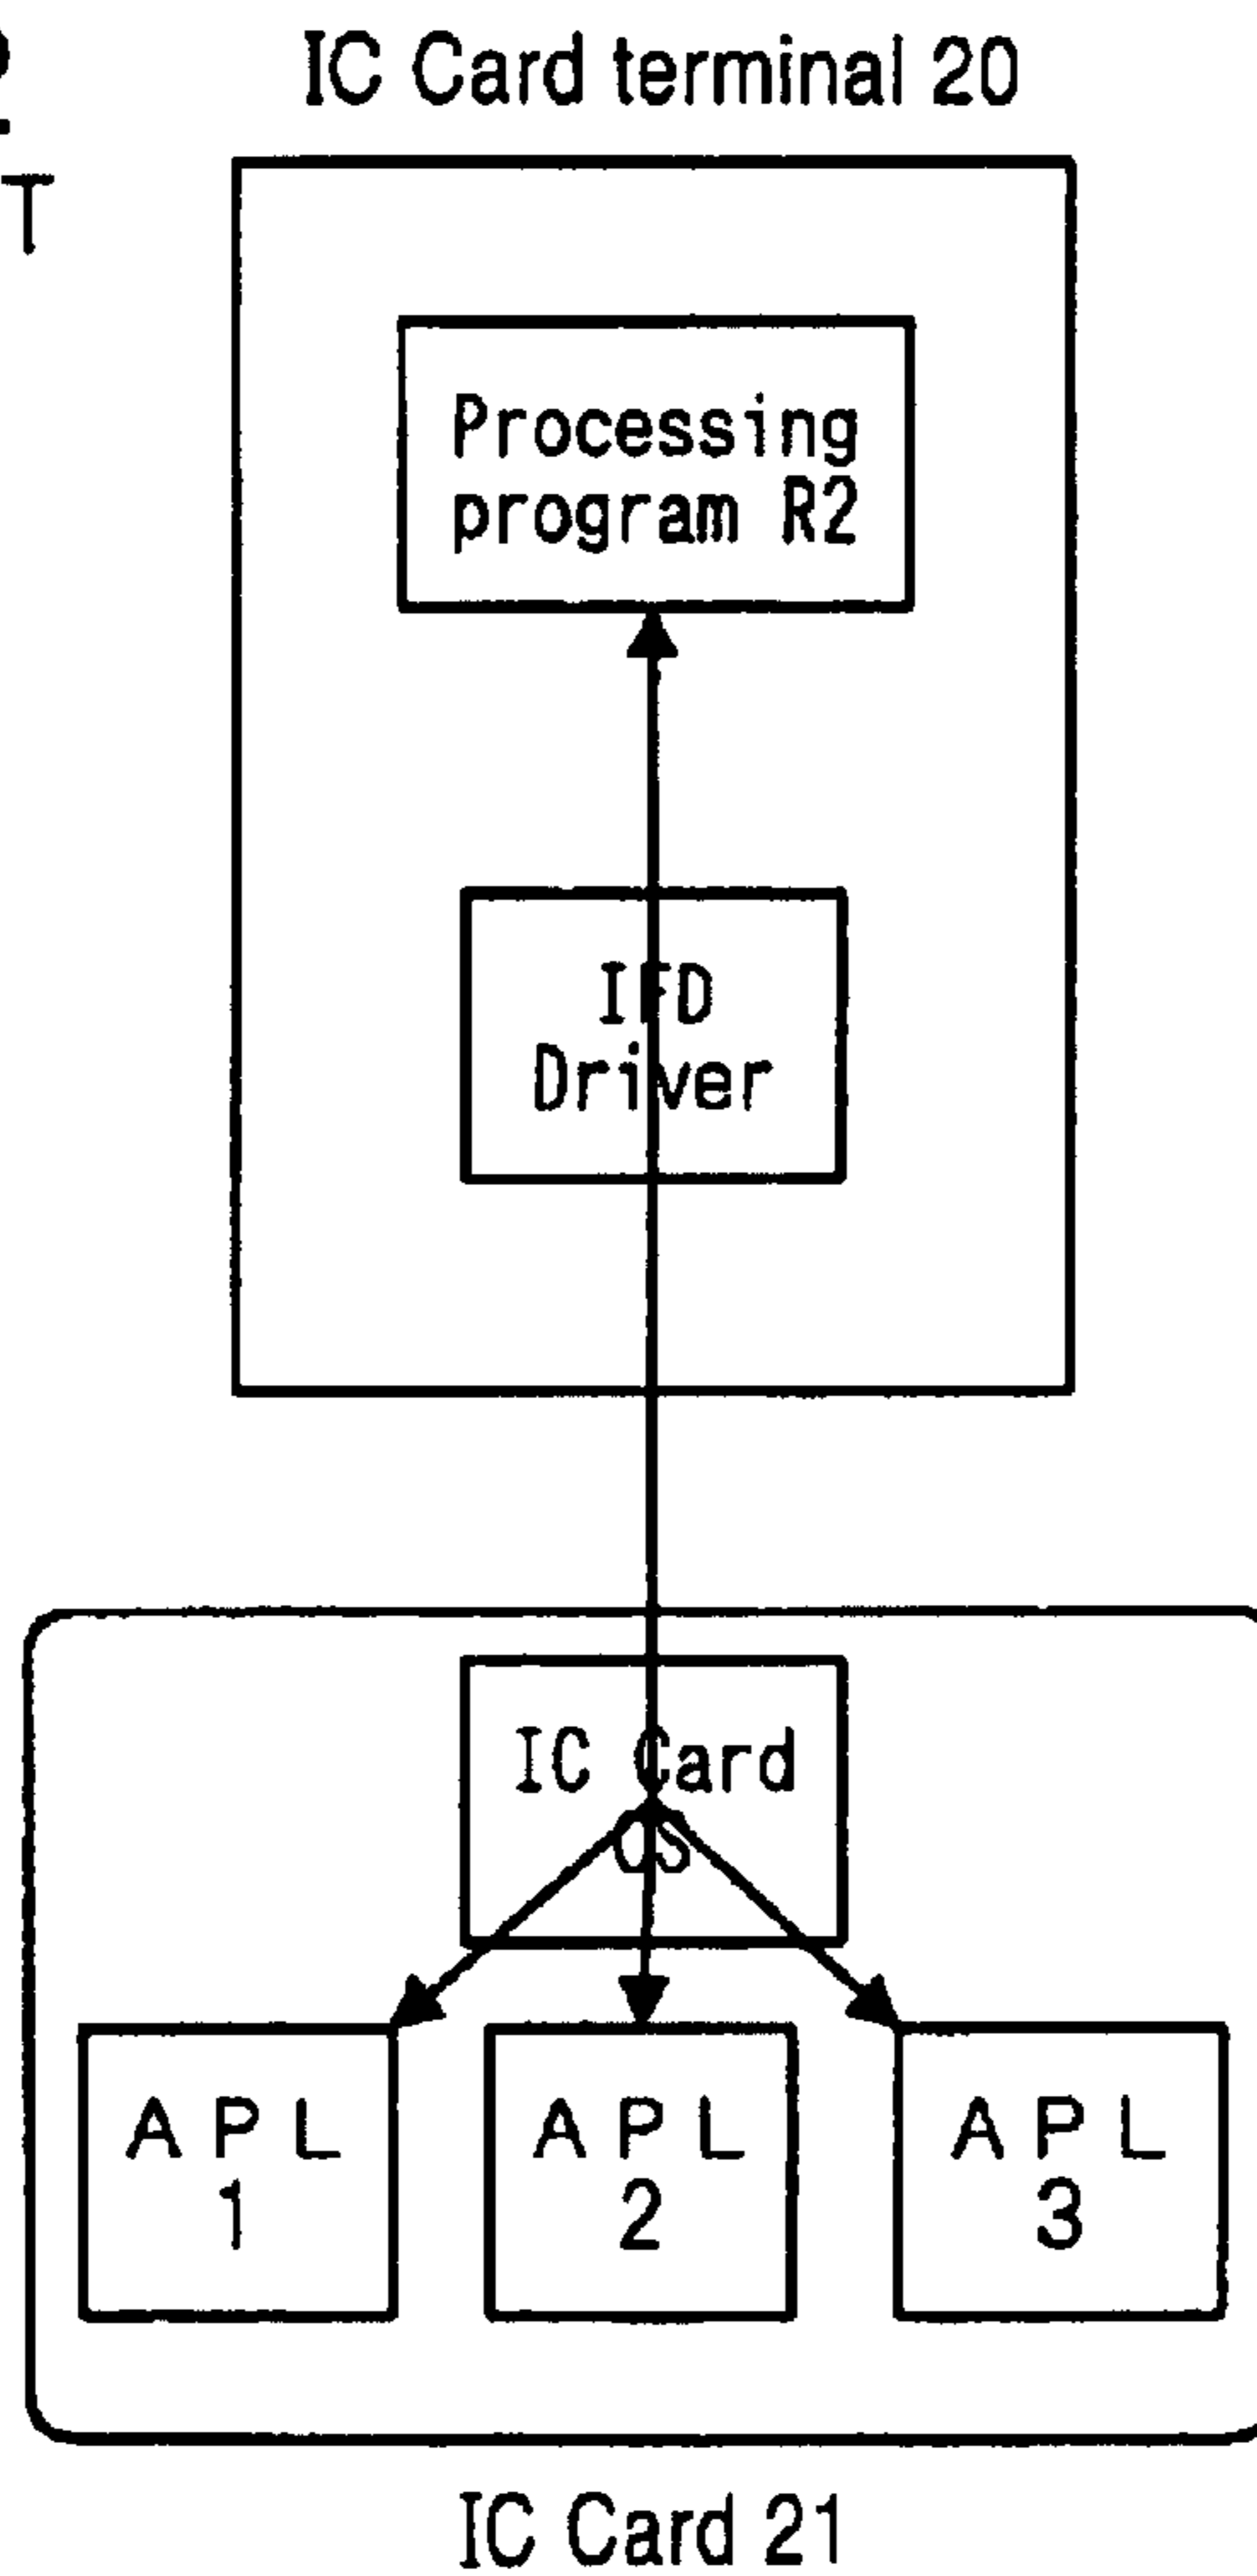 IC Card terminal 20
T
Processing
program R2
IFD
Driver
IC Card
OS
APL
1
APL
2
APL
3
IC Card 21